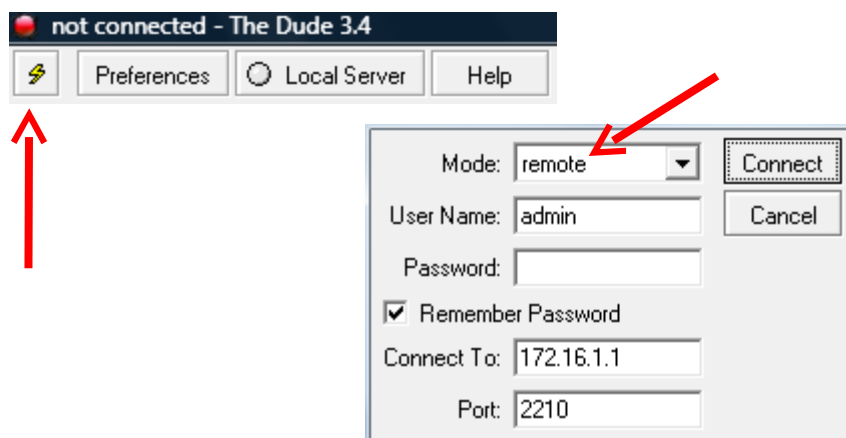 not connected - The Dude 3.4
Preferences Local Server Help
Mode: remote Connect
User Name: admin Cancel
Password:
Remember Password
Connect To: 172.16.1.1
Port: 2210